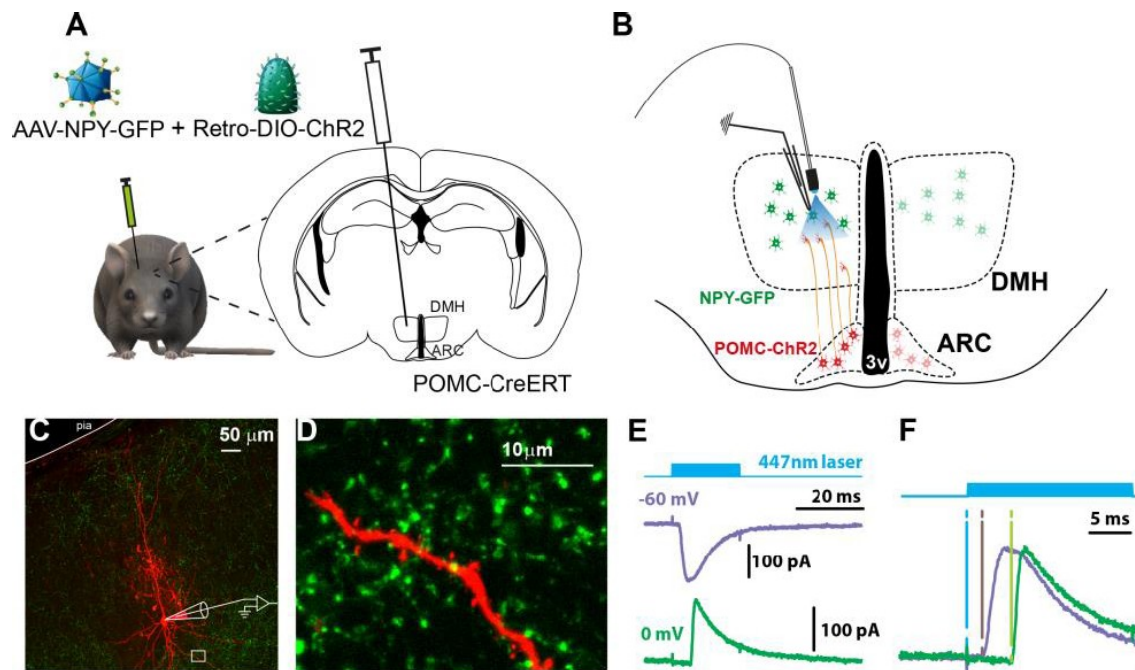 A
AAV-NPY-GFP + Retro-DIO-ChR2
DMH
ARC
POMC-CreERT
B
NPY-GFP
DMH
POMC-ChR2
ARC
3v
C
pia
50 µm
D
10µm
E
447nm laser
-60 mV
20 ms
100 pA
0 mV
100 pA
F
5 ms